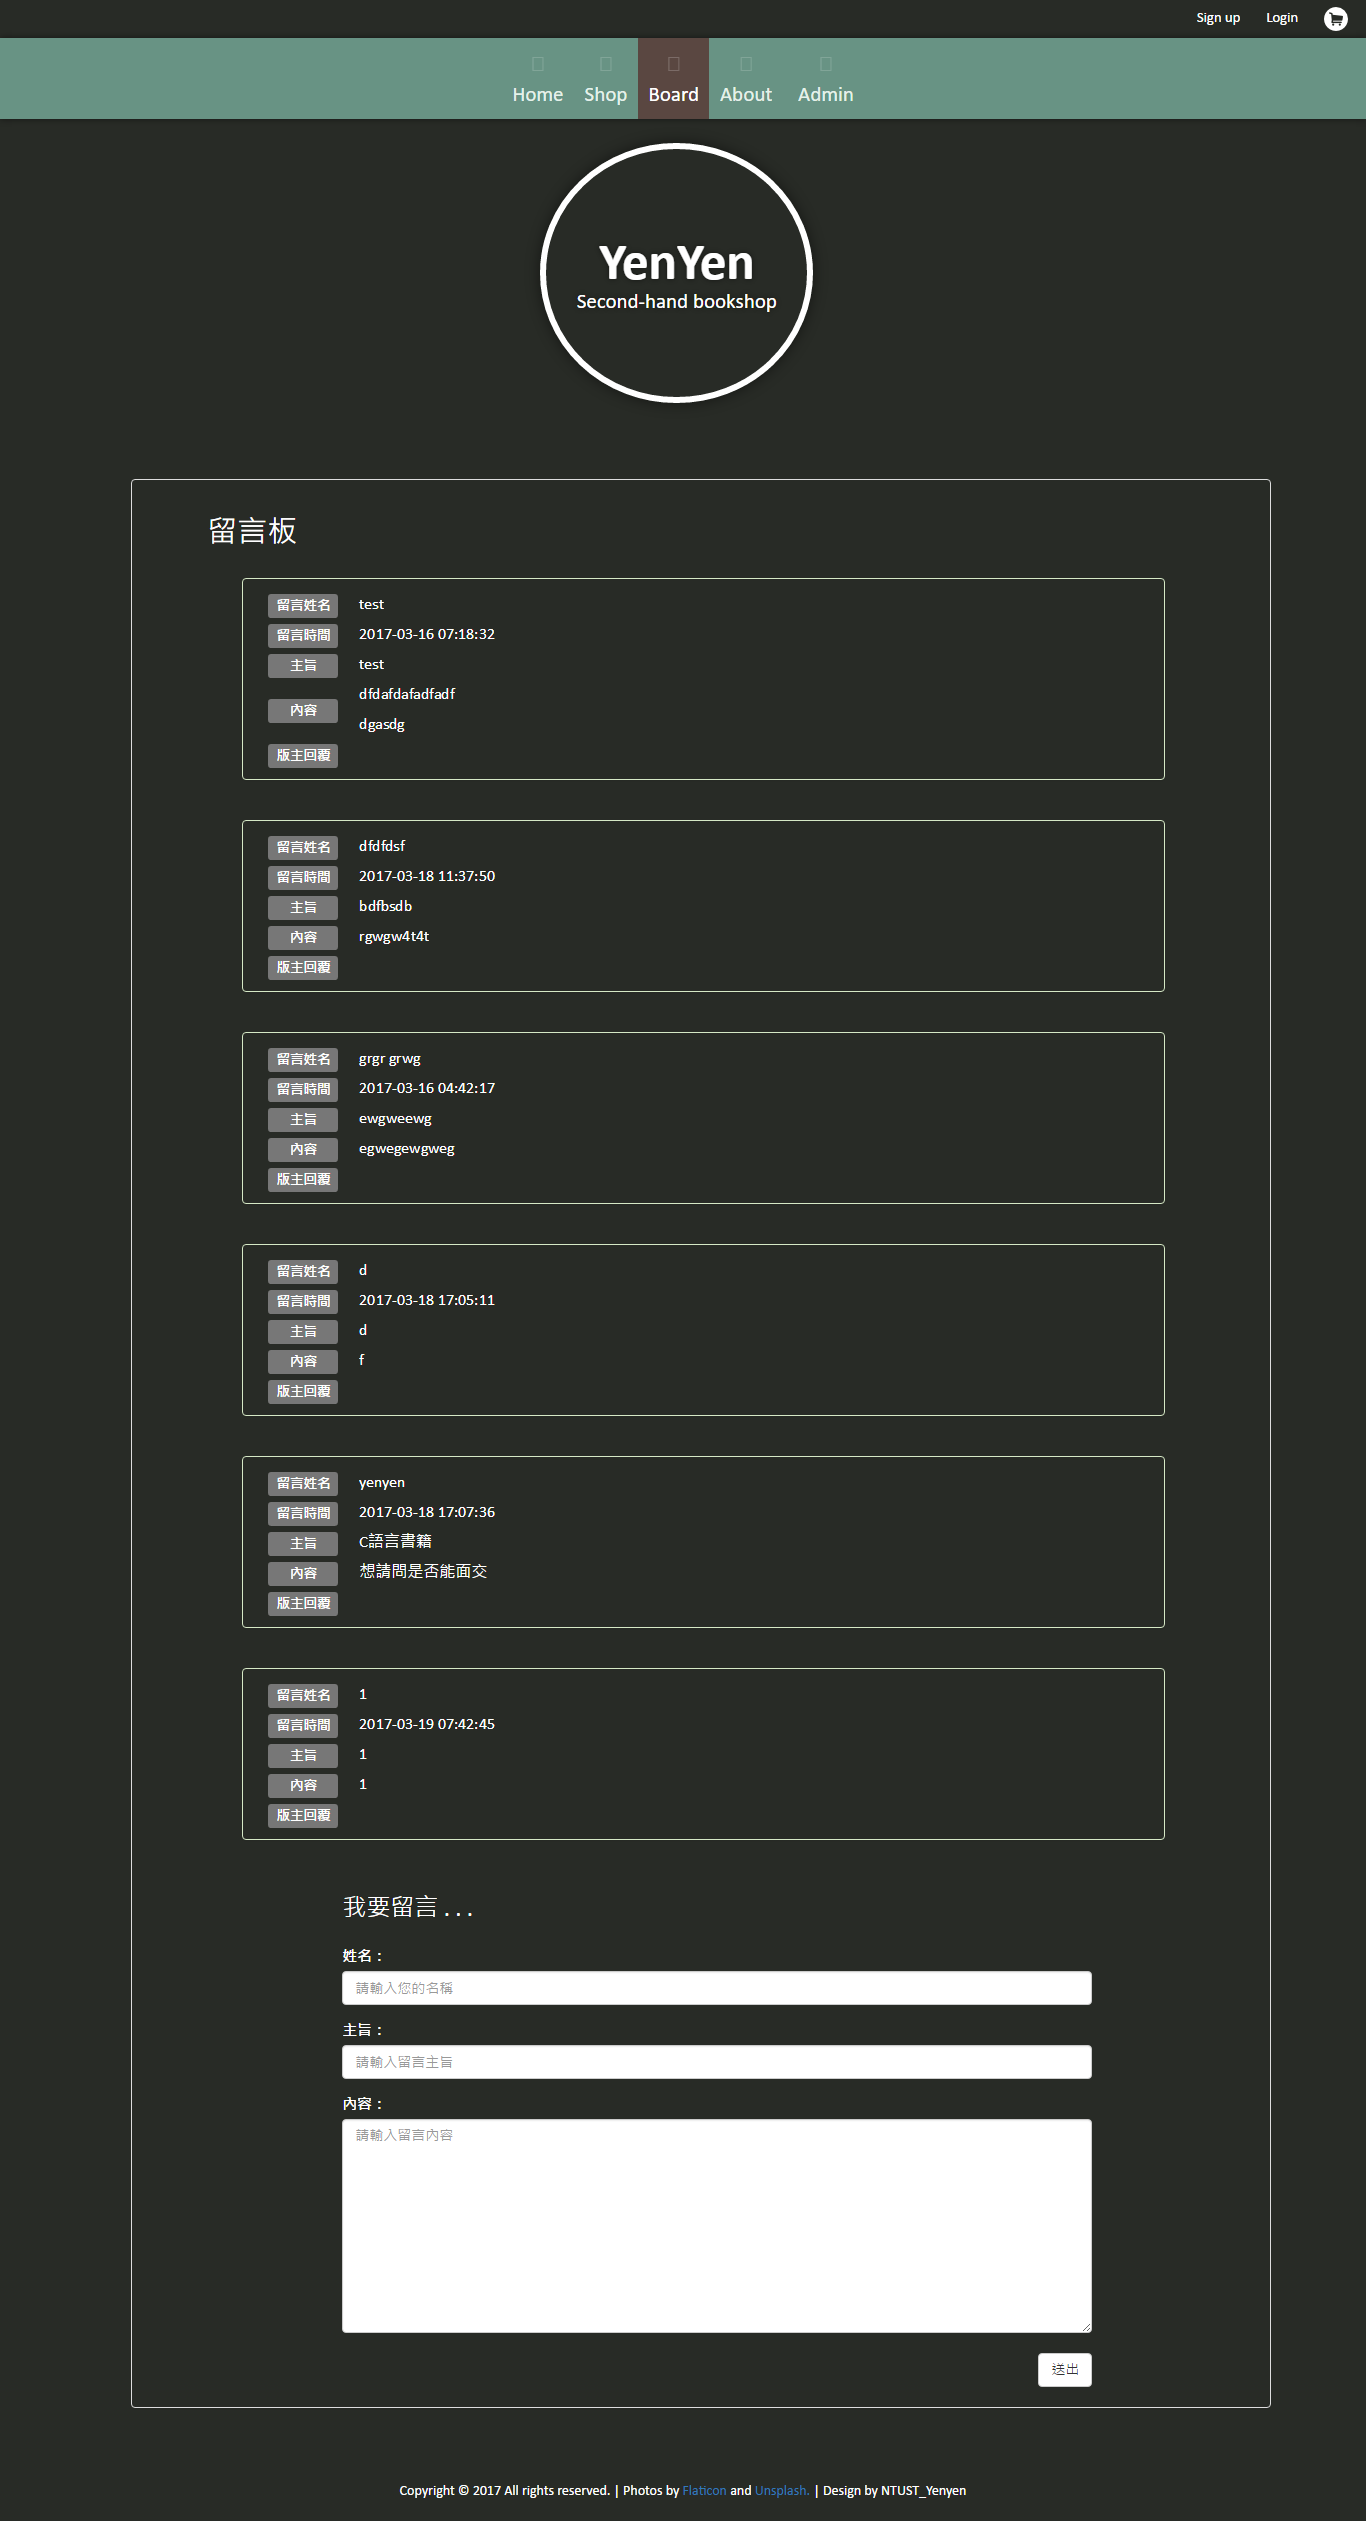 Sign up Login
Home Shop Board About Admin
YenYen
Second-hand bookshop
留言板
留言姓名 test
留言時間 2017-03-16 07:18:32
主旨 test
內容 dfdafdafadfadf
dgasdg
版主回覆
留言姓名 dfdfdsf
留言時間 2017-03-18 11:37:50
主旨 bdfbsdb
內容 rgwgw4t4t
版主回覆
留言姓名 grgr grwg
留言時間 2017-03-16 04:42:17
主旨 ewgweewg
內容 egwegewgweg
版主回覆
留言姓名 d
留言時間 2017-03-18 17:05:11
主旨 d
內容 f
版主回覆
留言姓名 yenyen
留言時間 2017-03-18 17:07:36
主旨 C語言書籍
內容 想請問是否能面交
版主回覆
留言姓名 1
留言時間 2017-03-19 07:42:45
主旨 1
內容 1
版主回覆
我要留言 . . .
姓名：
請輸入您的名稱
主旨：
請輸入留言主旨
內容：
請輸入留言內容
送出
Copyright © 2017 All rights reserved. | Photos by Flaticon and Unsplash. | Design by NTUST_Yenyen